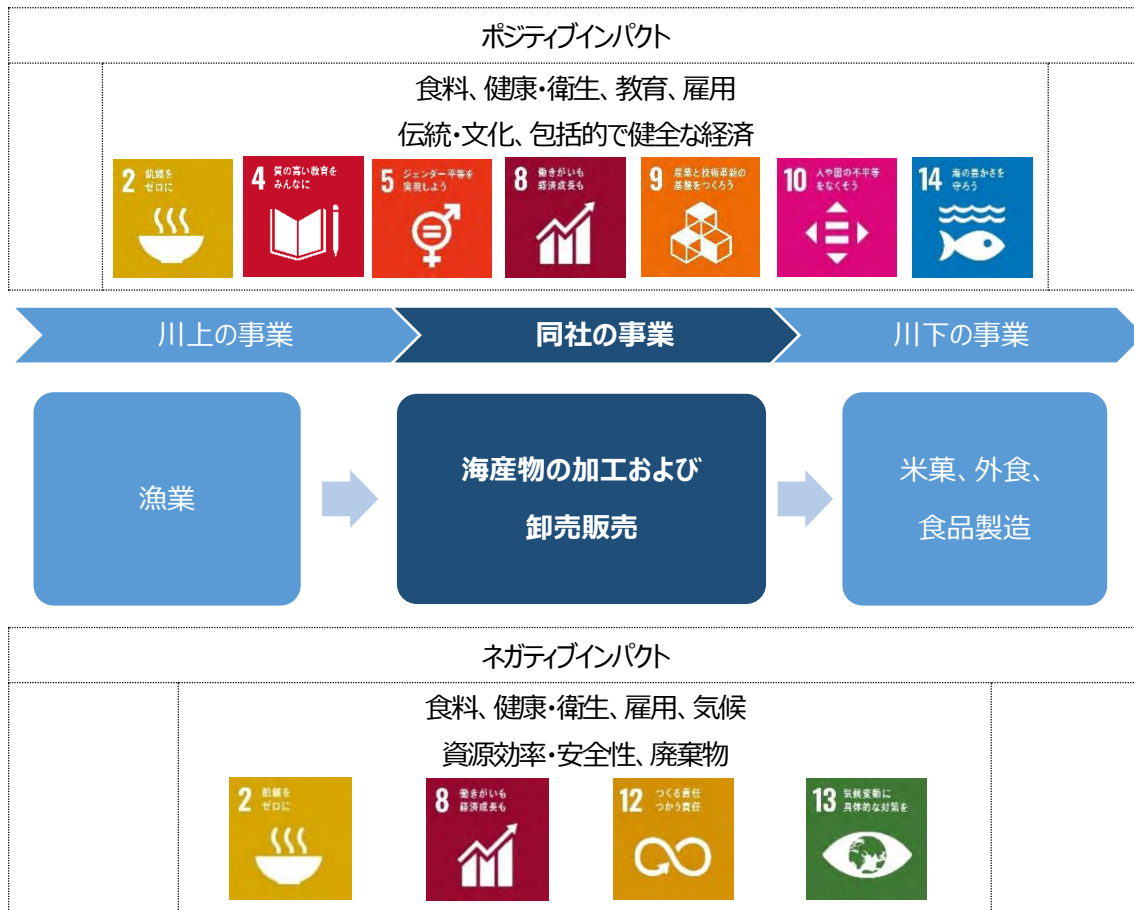 ポジティブインパクト
食料、健康・衛生、教育、雇用
伝統・文化、包括的で健全な経済
2 飢餓を
ゼロに
4 質の高い教育を
みんなに
5 ジェンダー平等を
実現しよう
8 働きがいも
経済成長も
9 産業と技術革新の
基盤をつくろう
10 人や国の不平等
をなくそう
14 海の豊かさを
守ろう
川上の事業
同社の事業
川下の事業
漁業
海産物の加工および
卸売販売
米菓、外食、
食品製造
ネガティブインパクト
食料、健康・衛生、雇用、気候
資源効率・安全性、廃棄物
2 飢餓を
ゼロに
8 働きがいも
経済成長も
12 つくる責任
つかう責任
13 気候変動に
具体的な対策を